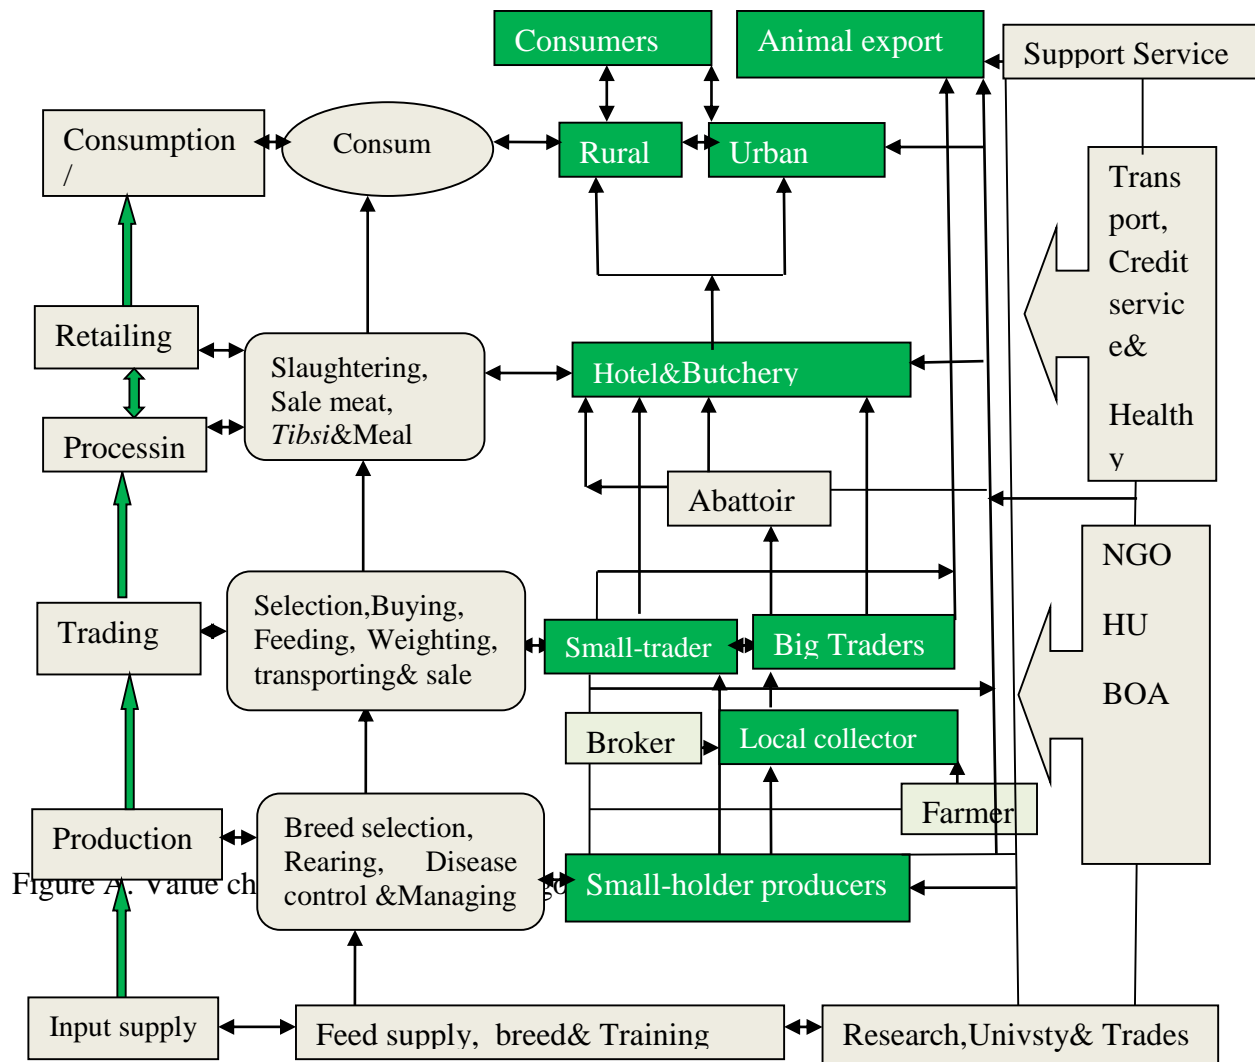 Consumers
Animal export
Support Service
Consumption
/
Consum
Rural
Urban
Trans
port,
Credit
servic
e&
Health
y
Retailing
Slaughtering,
Sale meat,
Tibsi&Meal
Hotel&Butchery
Processin
Abattoir
NGO
HU
BOA
Trading
Selection,Buying,
Feeding, Weighting,
transporting& sale
Small-trader
Big Traders
Broker
Local collector
Farmer
Production
Breed selection,
Rearing, Disease
control &Managing
Small-holder producers
Figure A. Value ch
Input supply
Feed supply, breed& Training
Research,Univsty& Trades